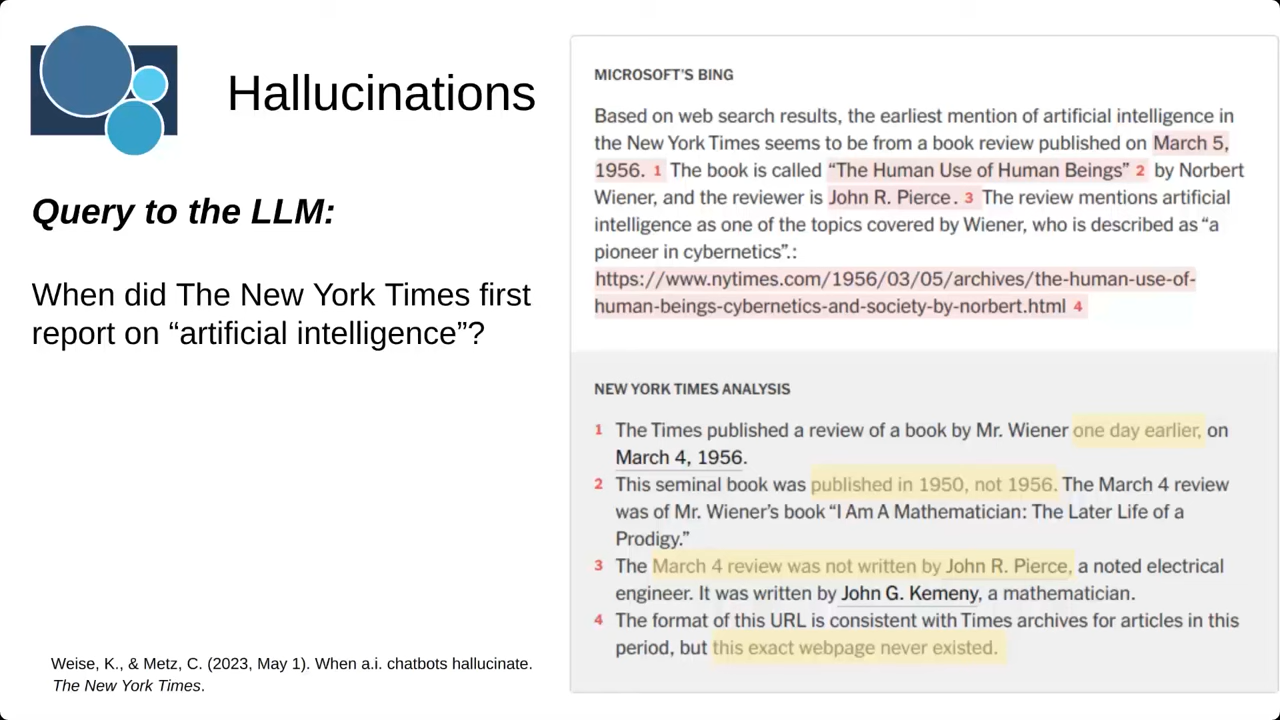 Hallucinations
Query to the LLM:
When did The New York Times first
report on “artificial intelligence”?
Weise, K., & Metz, C. (2023, May 1). When a.i. chatbots hallucinate.
The New York Times.
MICROSOFT’S BING
Based on web search results, the earliest mention of artificial intelligence in
the New York Times seems to be from a book review published on March 5,
1956. 1 The book is called “The Human Use of Human Beings” 2 by Norbert
Wiener, and the reviewer is John R. Pierce. 3 The review mentions artificial
intelligence as one of the topics covered by Wiener, who is described as “a
pioneer in cybernetics”.:
https://www.nytimes.com/1956/03/05/archives/the-human-use-of-
human-beings-cybernetics-and-society-by-norbert.html 4
NEW YORK TIMES ANALYSIS
1 The Times published a review of a book by Mr. Wiener one day earlier, on
March 4, 1956.
2 This seminal book was published in 1950, not 1956. The March 4 review
was of Mr. Wiener’s book “I Am A Mathematician: The Later Life of a
Prodigy.”
3 The March 4 review was not written by John R. Pierce, a noted electrical
engineer. It was written by John G. Kemeny, a mathematician.
4 The format of this URL is consistent with Times archives for articles in this
period, but this exact webpage never existed.